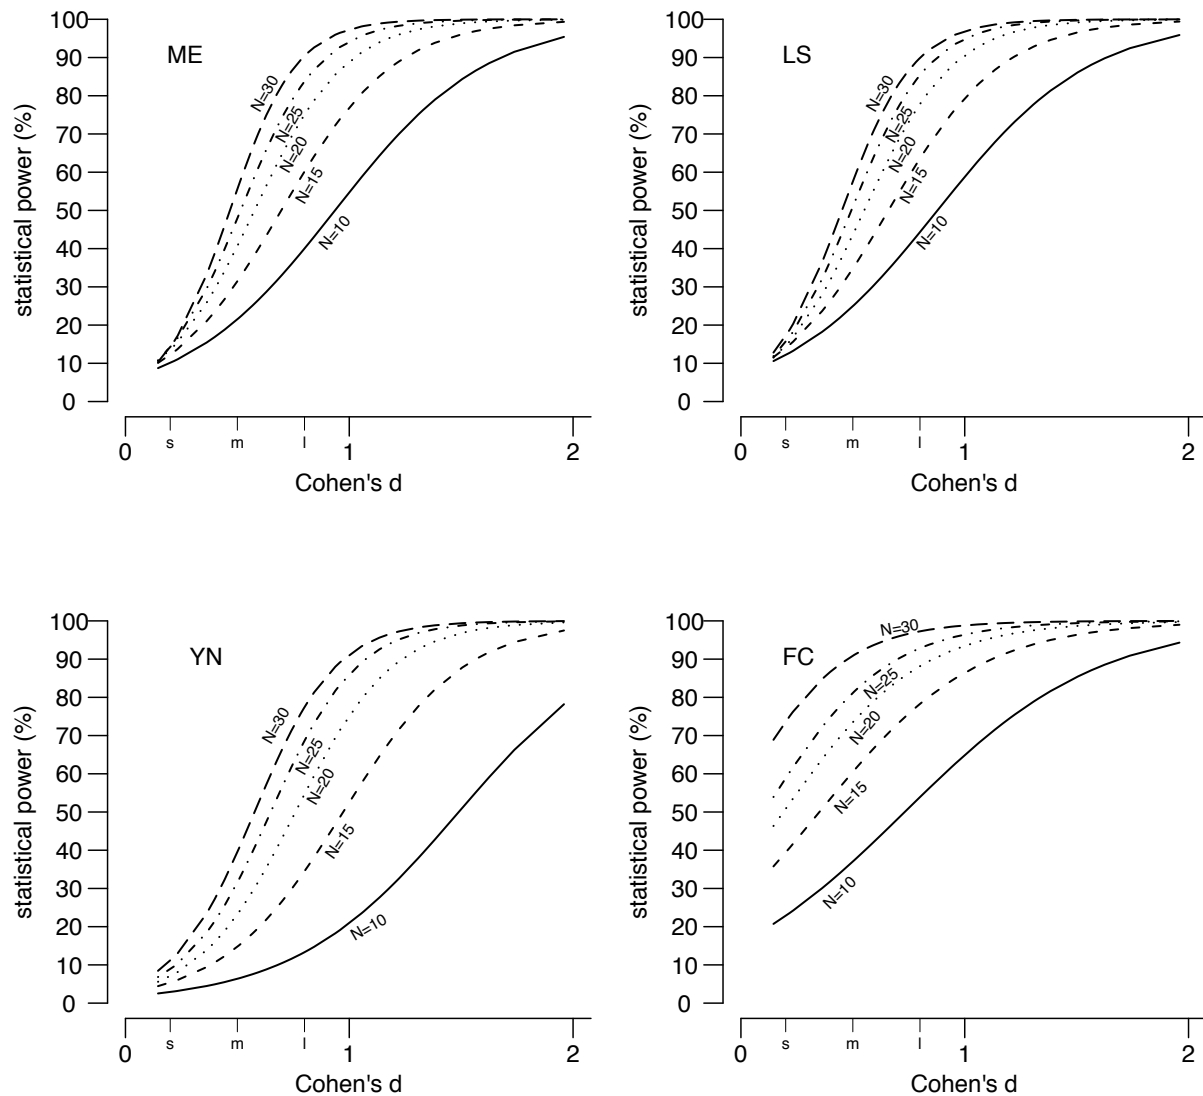 ME
100
90
80
70
60
50
40
30
20
10
0
statistical power (%)
N=30
N=25
N=20
N=15
N=10
0 s m l 1 2
Cohen's d
LS
100
90
80
70
60
50
40
30
20
10
0
statistical power (%)
N=30
N=25
N=20
N=15
N=10
0 s m l 1 2
Cohen's d
YN
100
90
80
70
60
50
40
30
20
10
0
statistical power (%)
N=30
N=25
N=20
N=15
N=10
0 s m l 1 2
Cohen's d
FC
100
90
80
70
60
50
40
30
20
10
0
statistical power (%)
N=30
N=25
N=20
N=15
N=10
0 s m l 1 2
Cohen's d